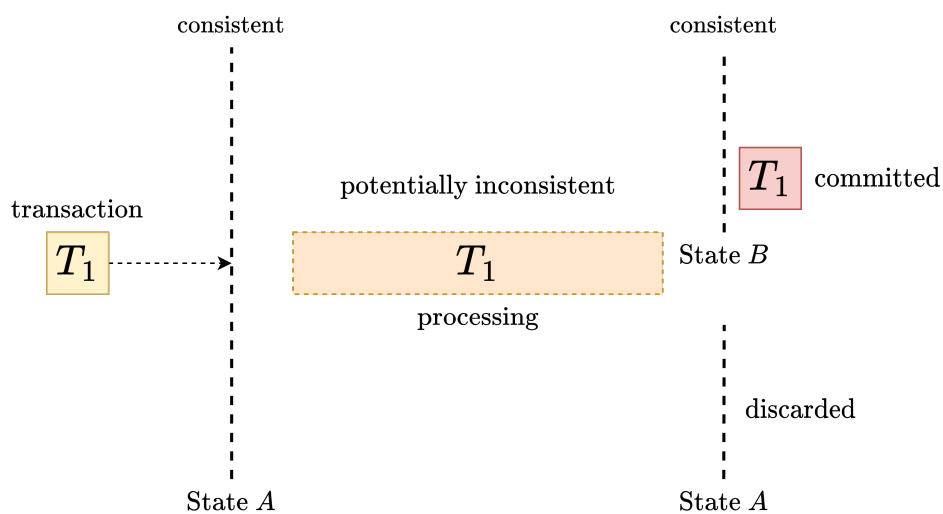 consistent
consistent
T₁
committed
potentially inconsistent
transaction
T₁
T₁
State B
processing
discarded
State A
State A